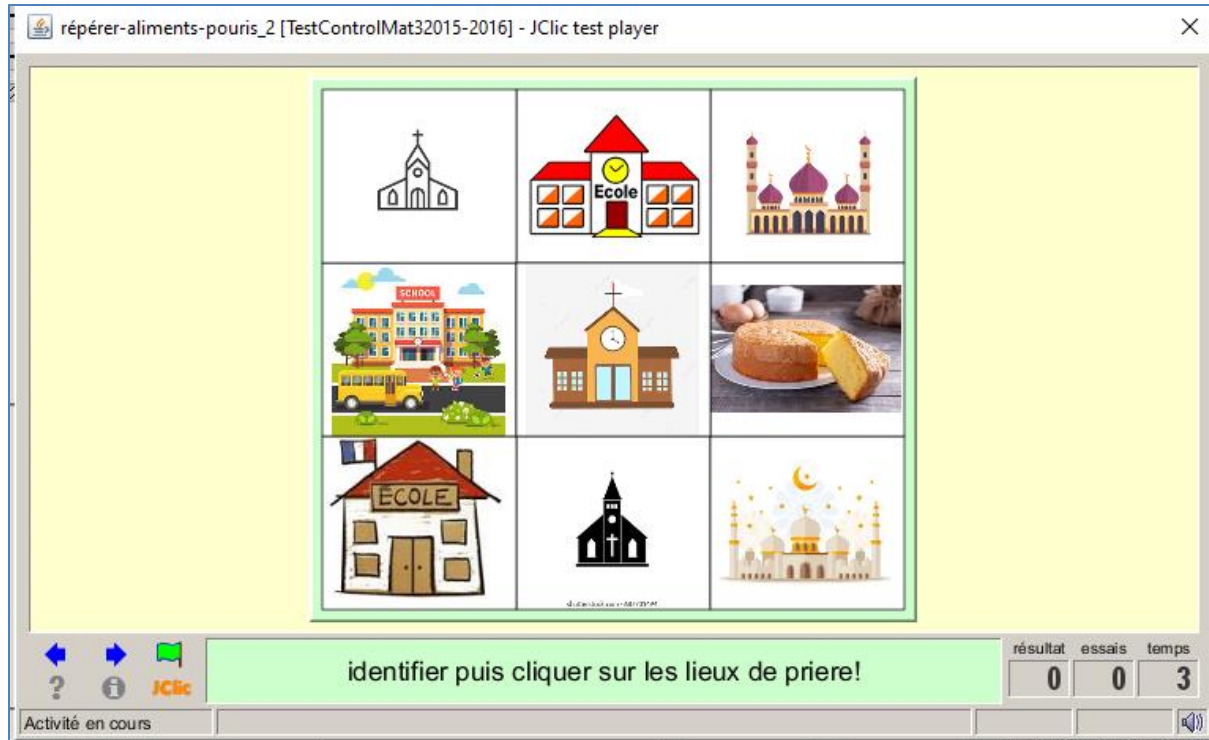 répérer-aliments-pouris_2 [TestControlMat32015-2016] - JClic test player
Ecole
SCHOOL
ÉCOLE
identifier puis cliquer sur les lieux de priere!
résultat essais temps
0 0 3
JClic
Activité en cours